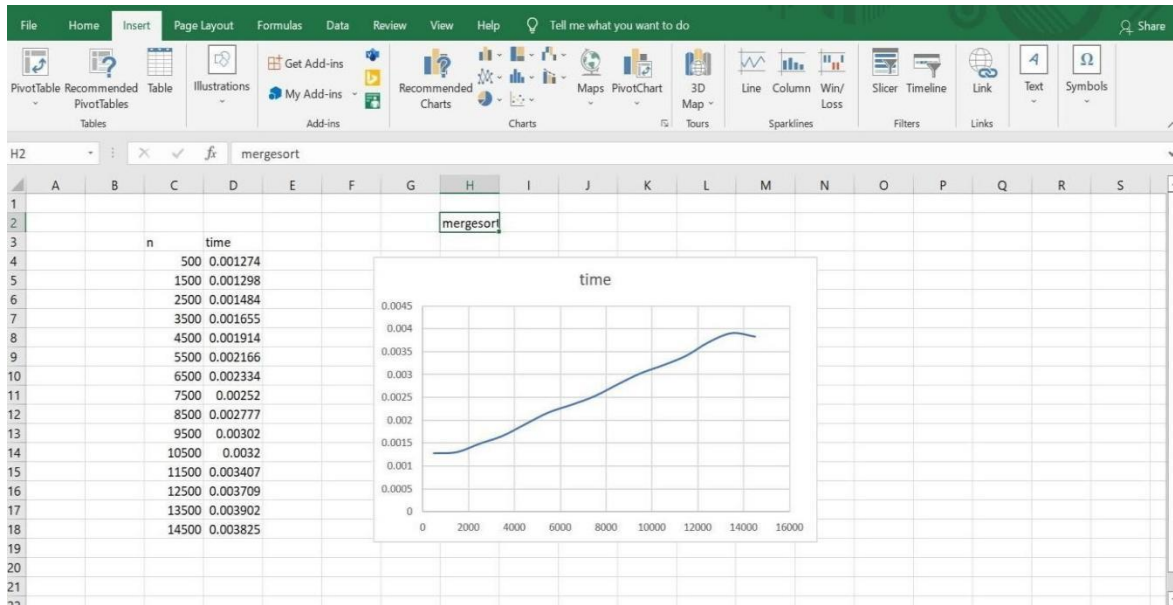 File Home Insert Page Layout Formulas Data Review View Help Tell me what you want to do Share
PivotTable Recommended PivotTables Table Illustrations Get Add-ins My Add-ins Recommended Charts Maps PivotChart 3D Map Line Column Win/Loss Slicer Timeline Link Text Symbols
Tables Add-ins Charts Tours Sparklines Filters Links
H2 fx mergesort
A B C D E F G H I J K L M N O P Q R S
1
2 mergesort
3 n time
4 500 0.001274
5 1500 0.001298
6 2500 0.001484
7 3500 0.001655
8 4500 0.001914
9 5500 0.002166
10 6500 0.002334
11 7500 0.00252
12 8500 0.002777
13 9500 0.00302
14 10500 0.0032
15 11500 0.003407
16 12500 0.003709
17 13500 0.003902
18 14500 0.003825
19
20
21
time
0.0045
0.004
0.0035
0.003
0.0025
0.002
0.0015
0.001
0.0005
0
0 2000 4000 6000 8000 10000 12000 14000 16000